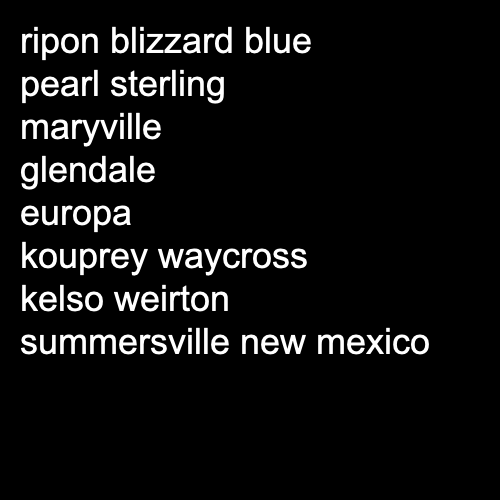 ripon blizzard blue
pearl sterling
maryville
glendale
europa
kouprey waycross
kelso weirton
summersville new mexico